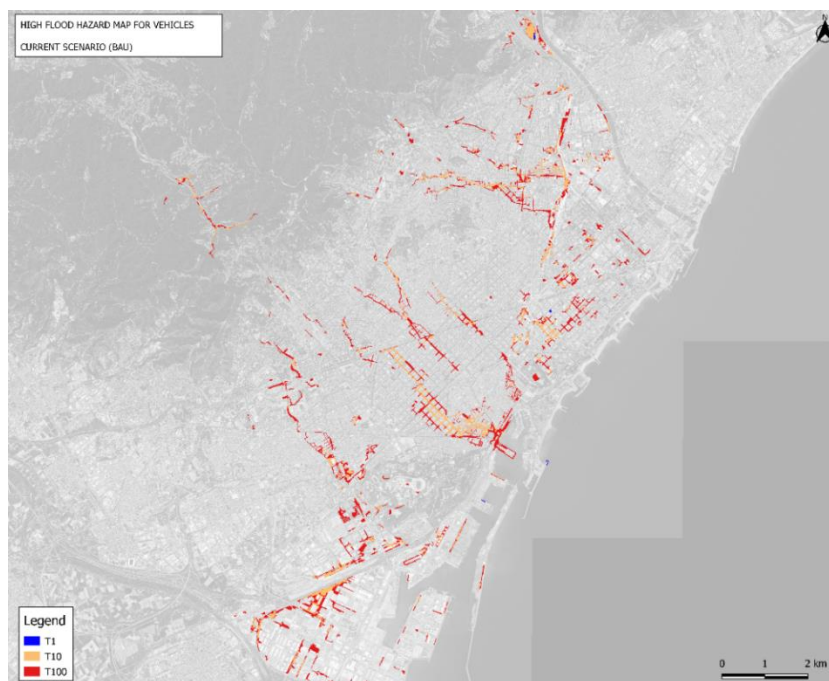 HIGH FLOOD HAZARD MAP FOR VEHICLES
CURRENT SCENARIO (BAU)
N
Legend
T1
T10
T100
0 1 2 km